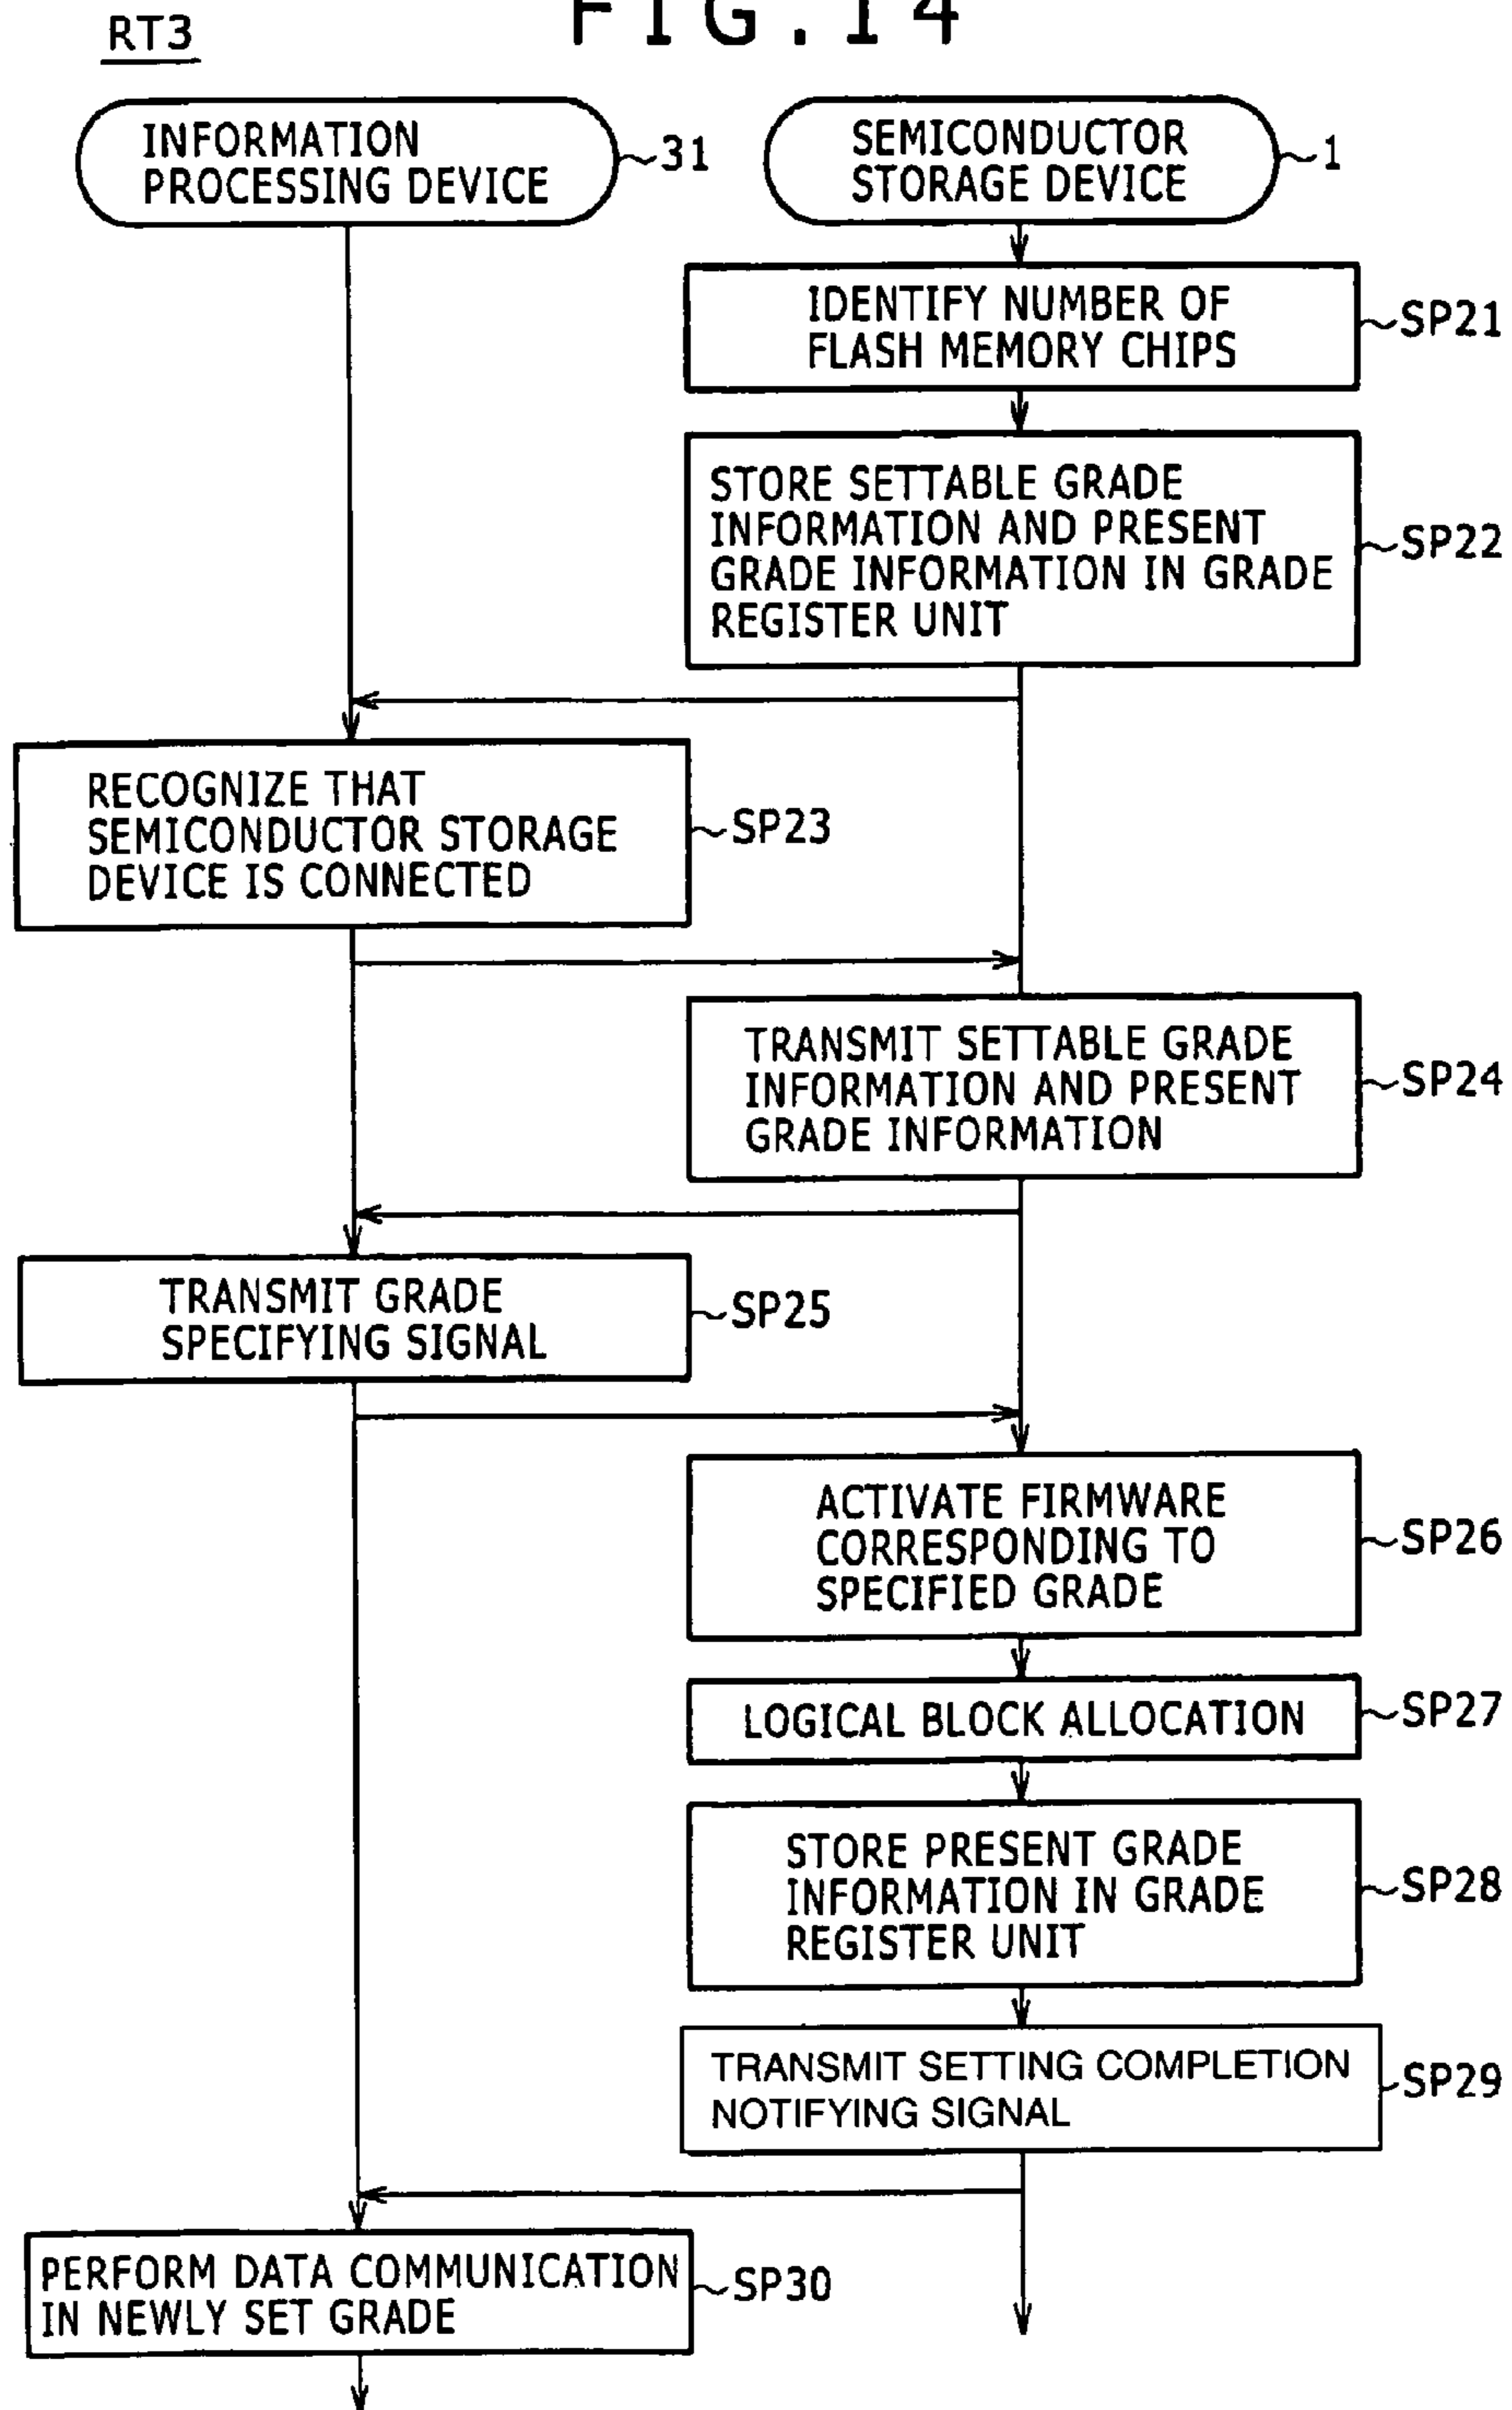 FIG.14
RT3
INFORMATION
PROCESSING DEVICE
31
SEMICONDUCTOR
STORAGE DEVICE
1
IDENTIFY NUMBER OF
FLASH MEMORY CHIPS
SP21
STORE SETTABLE GRADE
INFORMATION AND PRESENT
GRADE INFORMATION IN GRADE
REGISTER UNIT
SP22
RECOGNIZE THAT
SEMICONDUCTOR STORAGE
DEVICE IS CONNECTED
SP23
TRANSMIT SETTABLE GRADE
INFORMATION AND PRESENT
GRADE INFORMATION
SP24
TRANSMIT GRADE
SPECIFYING SIGNAL
SP25
ACTIVATE FIRMWARE
CORRESPONDING TO
SPECIFIED GRADE
SP26
LOGICAL BLOCK ALLOCATION
SP27
STORE PRESENT GRADE
INFORMATION IN GRADE
REGISTER UNIT
SP28
TRANSMIT SETTING COMPLETION
NOTIFYING SIGNAL
SP29
PERFORM DATA COMMUNICATION
IN NEWLY SET GRADE
SP30